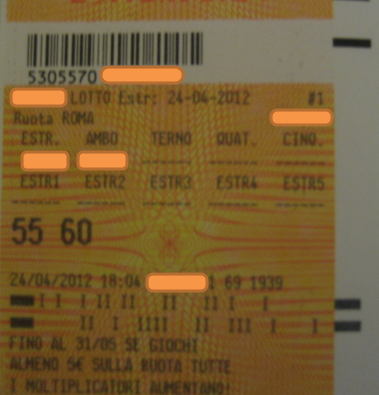 5305570
LOTTO Estr: 24-04-2012 #1
Ruota ROMA
ESTR. AMBO TERNO QUAT. CINQ.
ESTR1 ESTR2 ESTR3 ESTR4 ESTR5
55 60
24/04/2012 18:04 1 69 1939
FINO AL 31/05 SE GIOCHI
ALMENO 5€ SULLA RUOTA TUTTE
I MOLTIPLICATORI AUMENTANO!